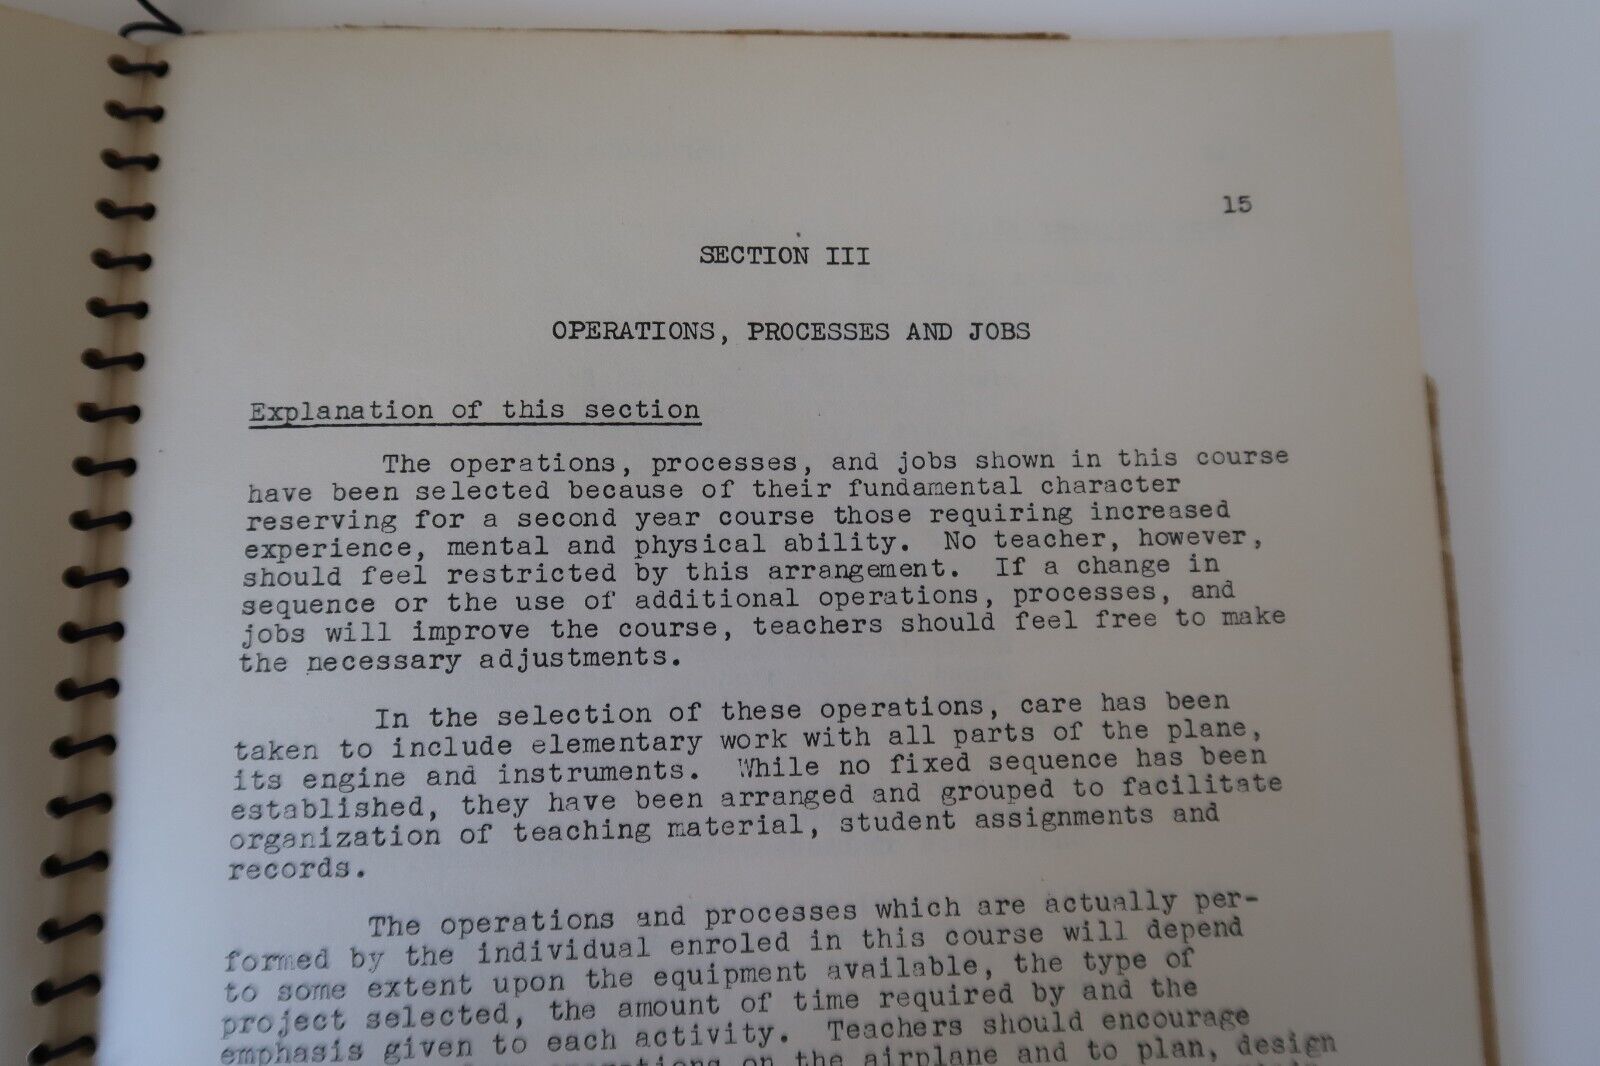 15
SECTION III
OPERATIONS, PROCESSES AND JOBS
Explanation of this section
The operations, processes, and jobs shown in this course
have been selected because of their fundamental character
reserving for a second year course those requiring increased
experience, mental and physical ability. No teacher, however,
should feel restricted by this arrangement. If a change in
sequence or the use of additional operations, processes, and
jobs will improve the course, teachers should feel free to make
the necessary adjustments.
In the selection of these operations, care has been
taken to include elementary work with all parts of the plane,
its engine and instruments. While no fixed sequence has been
established, they have been arranged and grouped to facilitate
organization of teaching material, student assignments and
records.
The operations and processes which are actually per-
formed by the individual enroled in this course will depend
to some extent upon the equipment available, the type of
project selected, the amount of time required by and the
emphasis given to each activity. Teachers should encourage
on the airplane and to plan, design